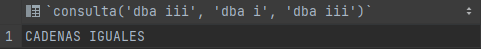 `consulta('dba iii', 'dba i', 'dba iii')`
1 CADENAS IGUALES